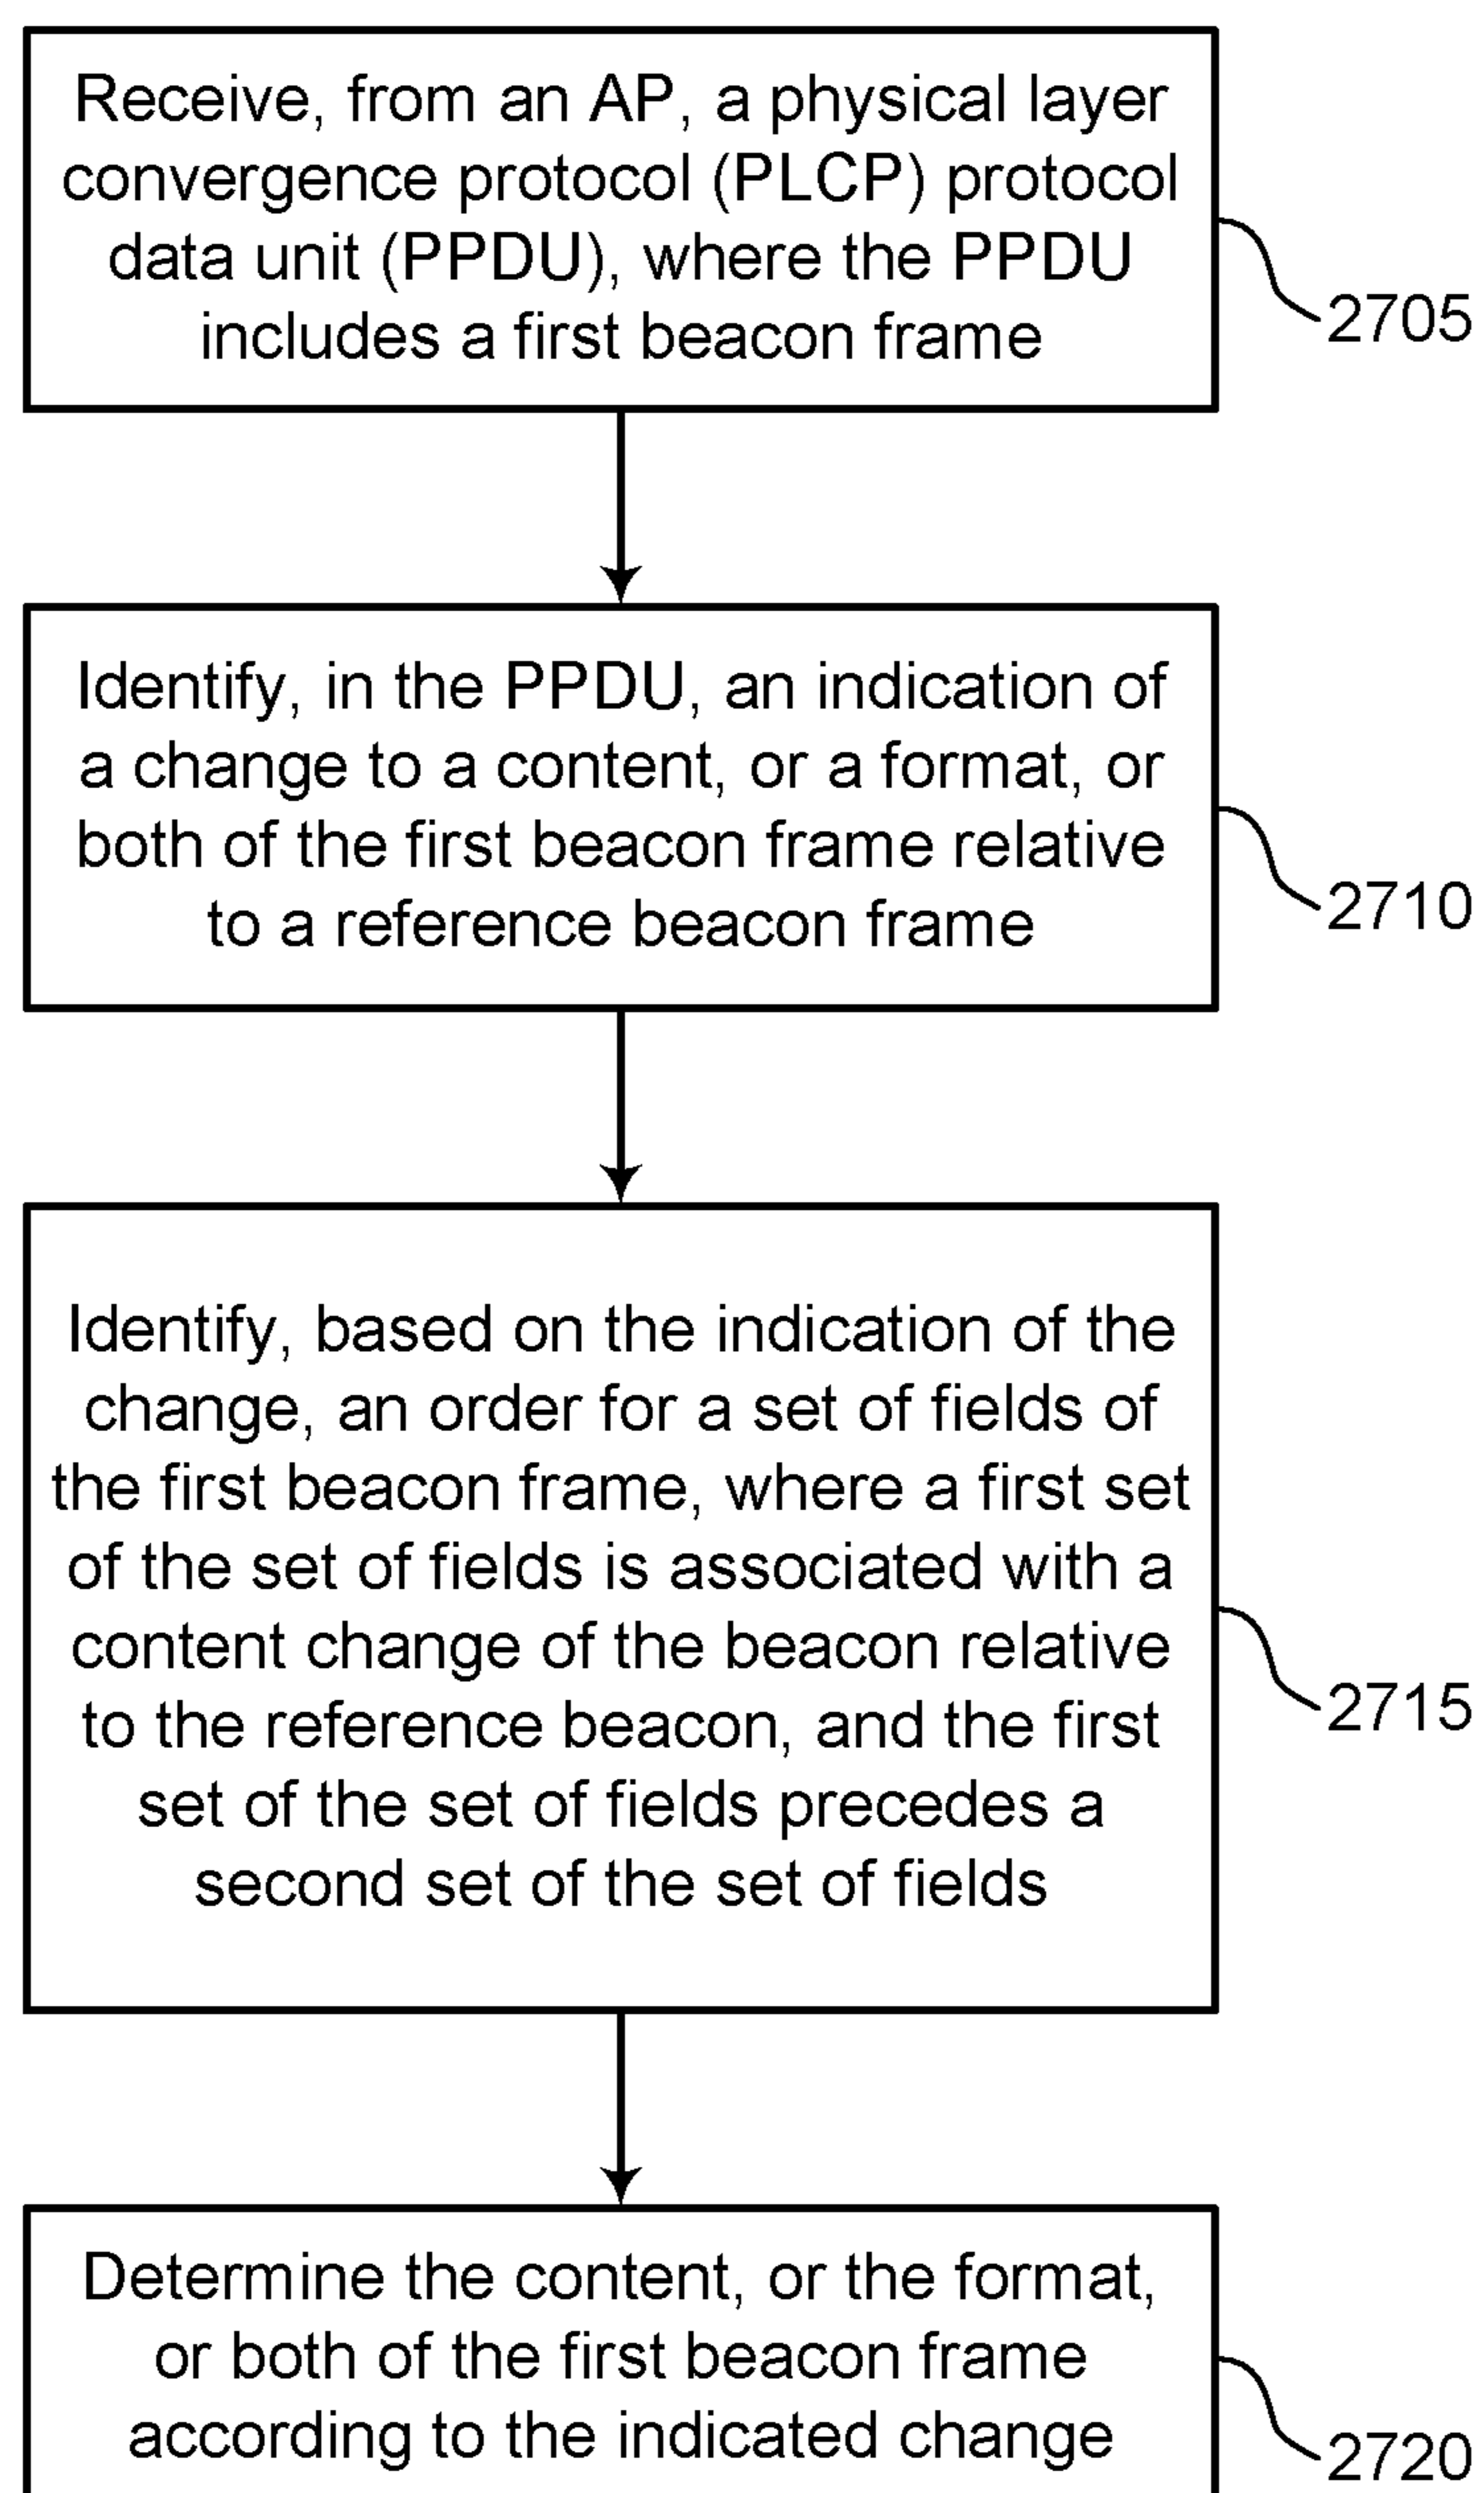 Receive, from an AP, a physical layer
convergence protocol (PLCP) protocol
data unit (PPDU), where the PPDU
includes a first beacon frame
2705
Identify, in the PPDU, an indication of
a change to a content, or a format, or
both of the first beacon frame relative
to a reference beacon frame
2710
Identify, based on the indication of the
change, an order for a set of fields of
the first beacon frame, where a first set
of the set of fields is associated with a
content change of the beacon relative
to the reference beacon, and the first
set of the set of fields precedes a
second set of the set of fields
2715
Determine the content, or the format,
or both of the first beacon frame
according to the indicated change
2720